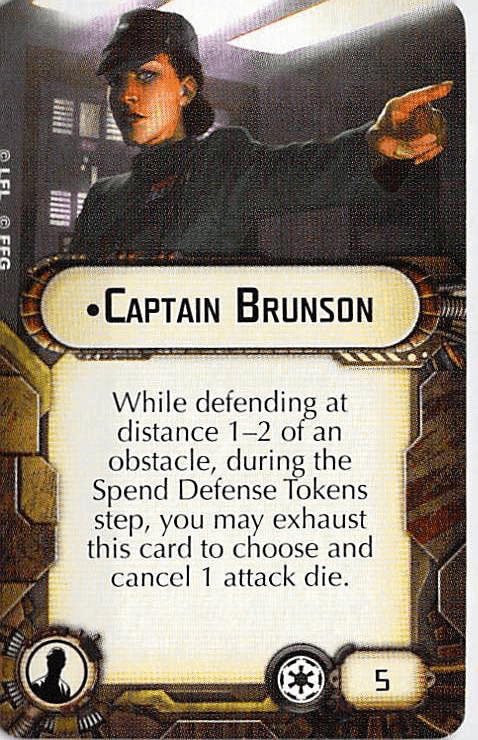 © LFL © FFG
•CAPTAIN BRUNSON
While defending at
distance 1–2 of an
obstacle, during the
Spend Defense Tokens
step, you may exhaust
this card to choose and
cancel 1 attack die.
5